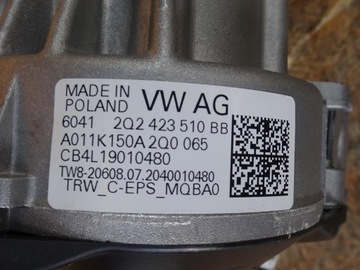 MADE IN
POLAND VW AG
6041 2Q2 423 510 BB
A011K150A 2Q0 065
CB4L19010480
TW8-20608.07.2040010480
TRW_C-EPS_MQBA0